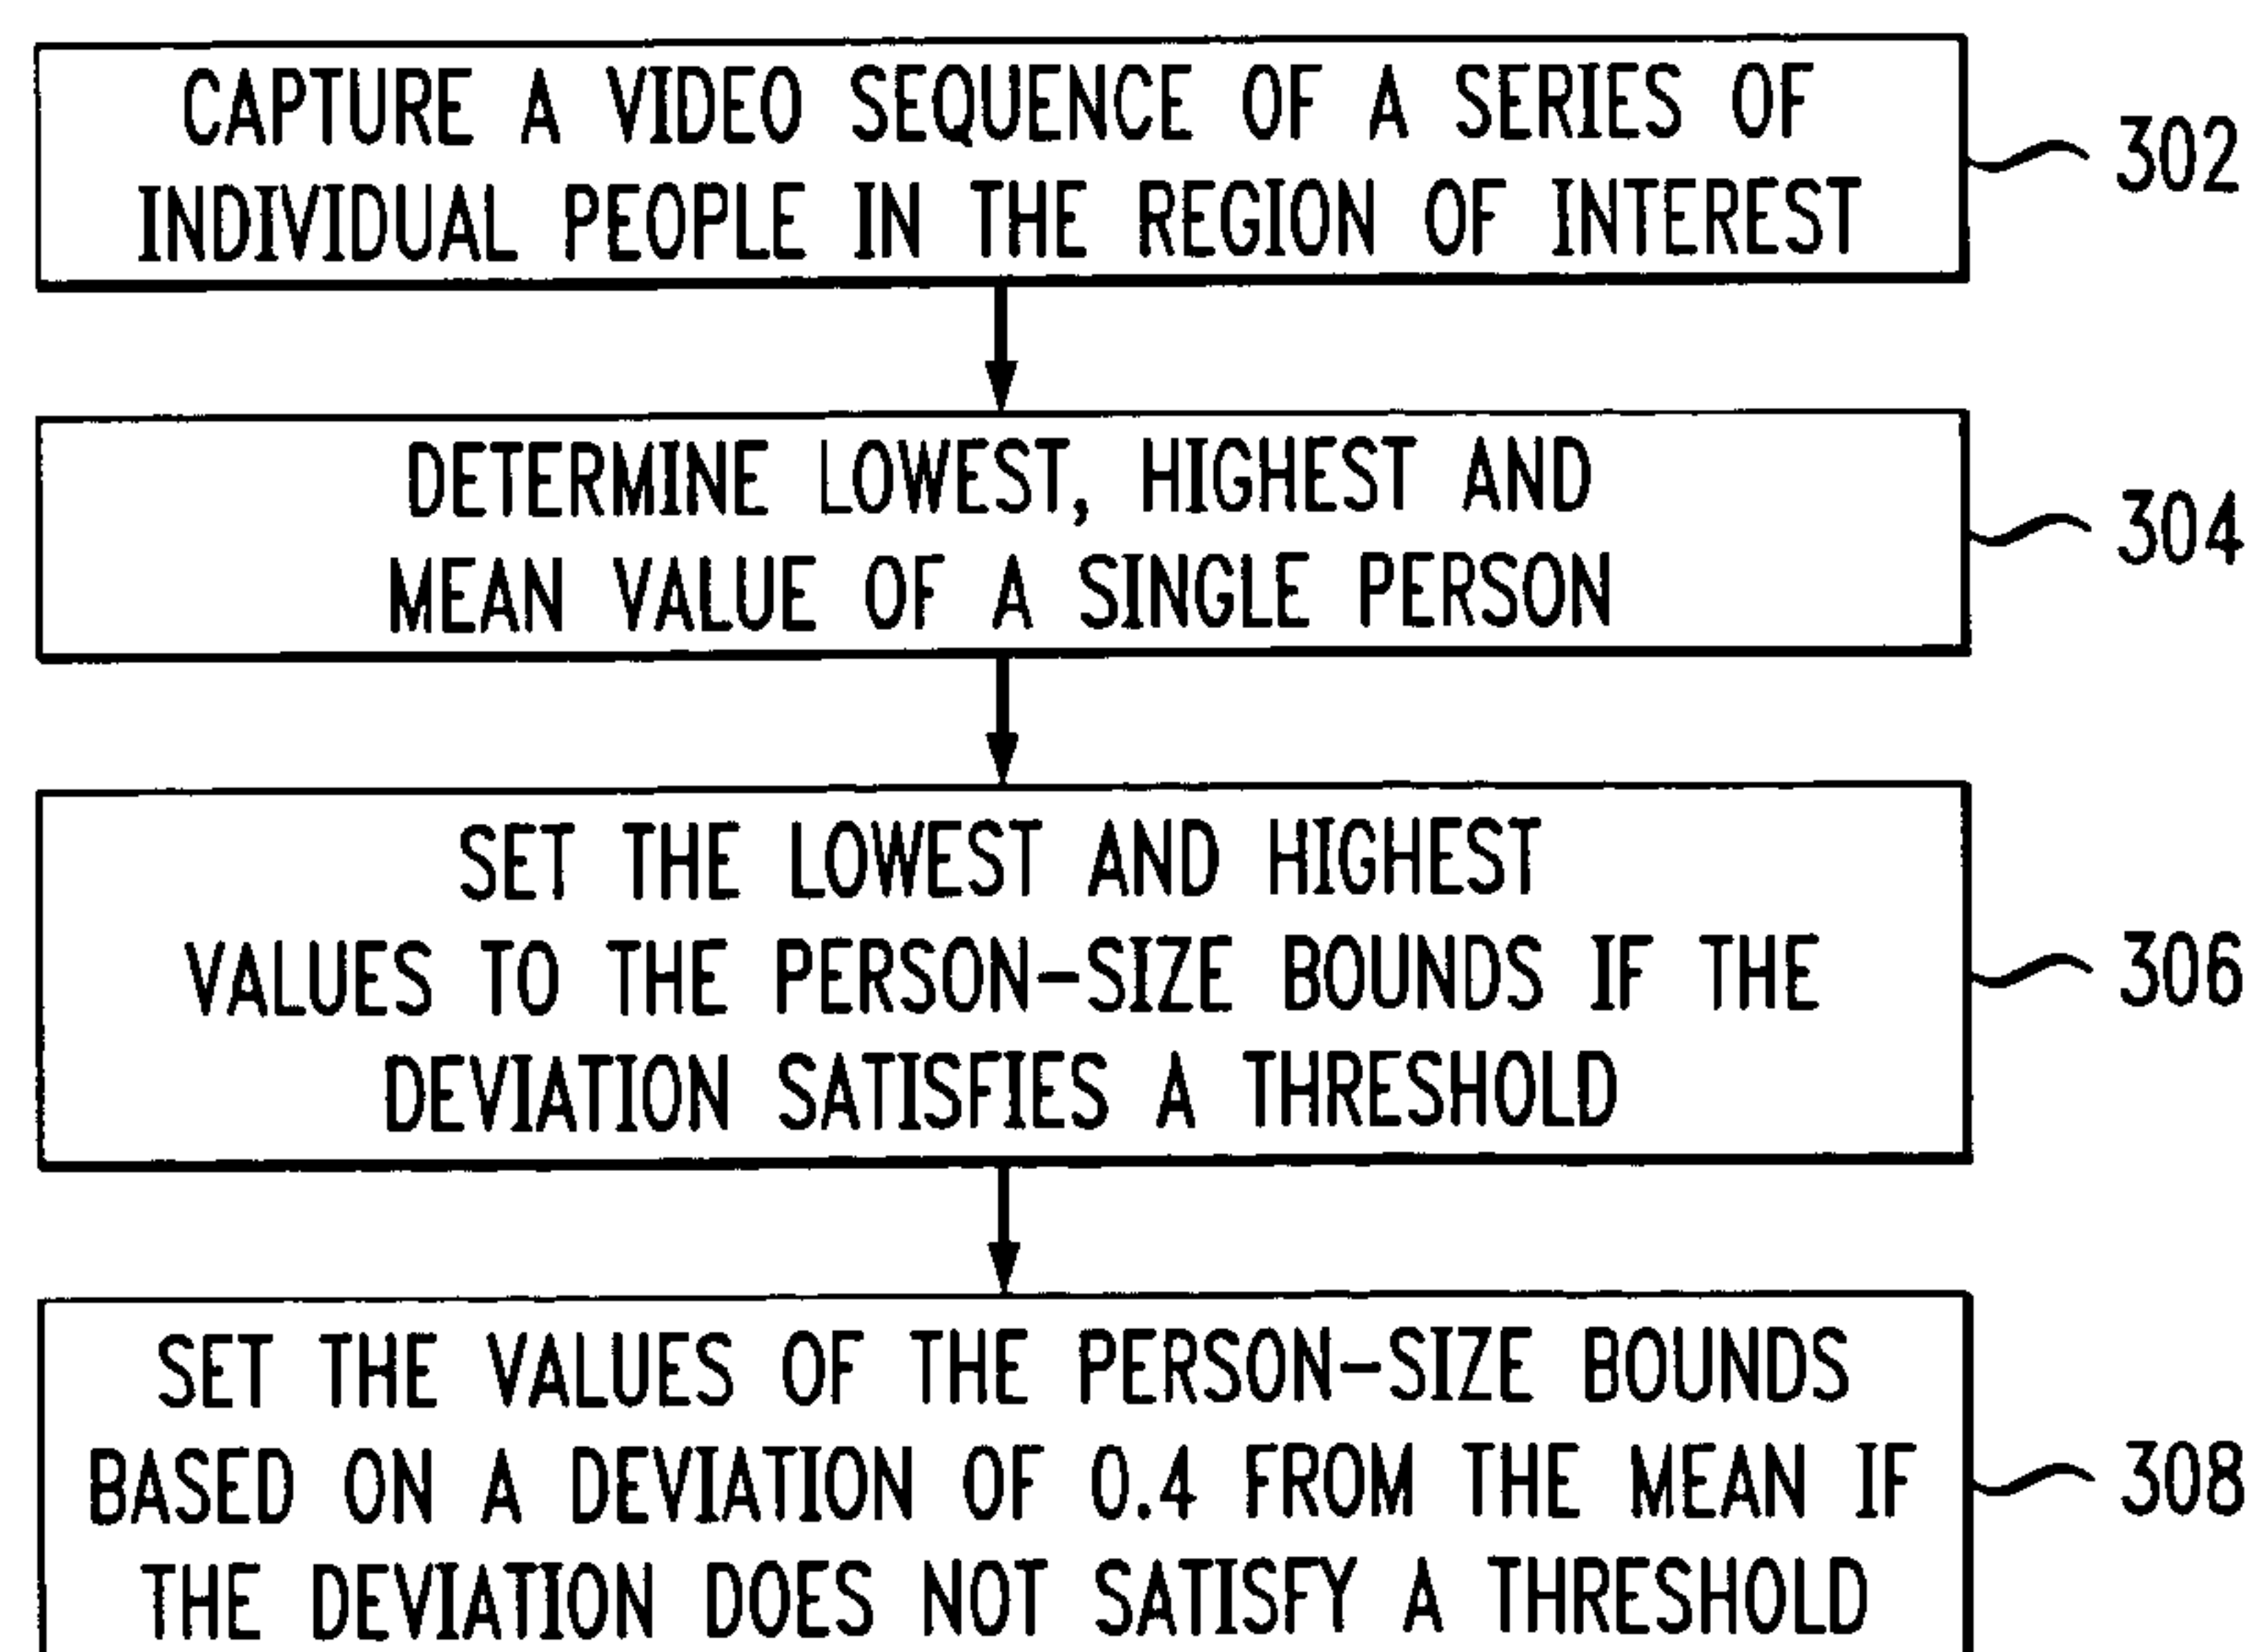 CAPTURE A VIDEO SEQUENCE OF A SERIES OF
INDIVIDUAL PEOPLE IN THE REGION OF INTEREST
302
DETERMINE LOWEST, HIGHEST AND
MEAN VALUE OF A SINGLE PERSON
304
SET THE LOWEST AND HIGHEST
VALUES TO THE PERSON-SIZE BOUNDS IF THE
DEVIATION SATISFIES A THRESHOLD
306
SET THE VALUES OF THE PERSON-SIZE BOUNDS
BASED ON A DEVIATION OF 0.4 FROM THE MEAN IF
THE DEVIATION DOES NOT SATISFY A THRESHOLD
308